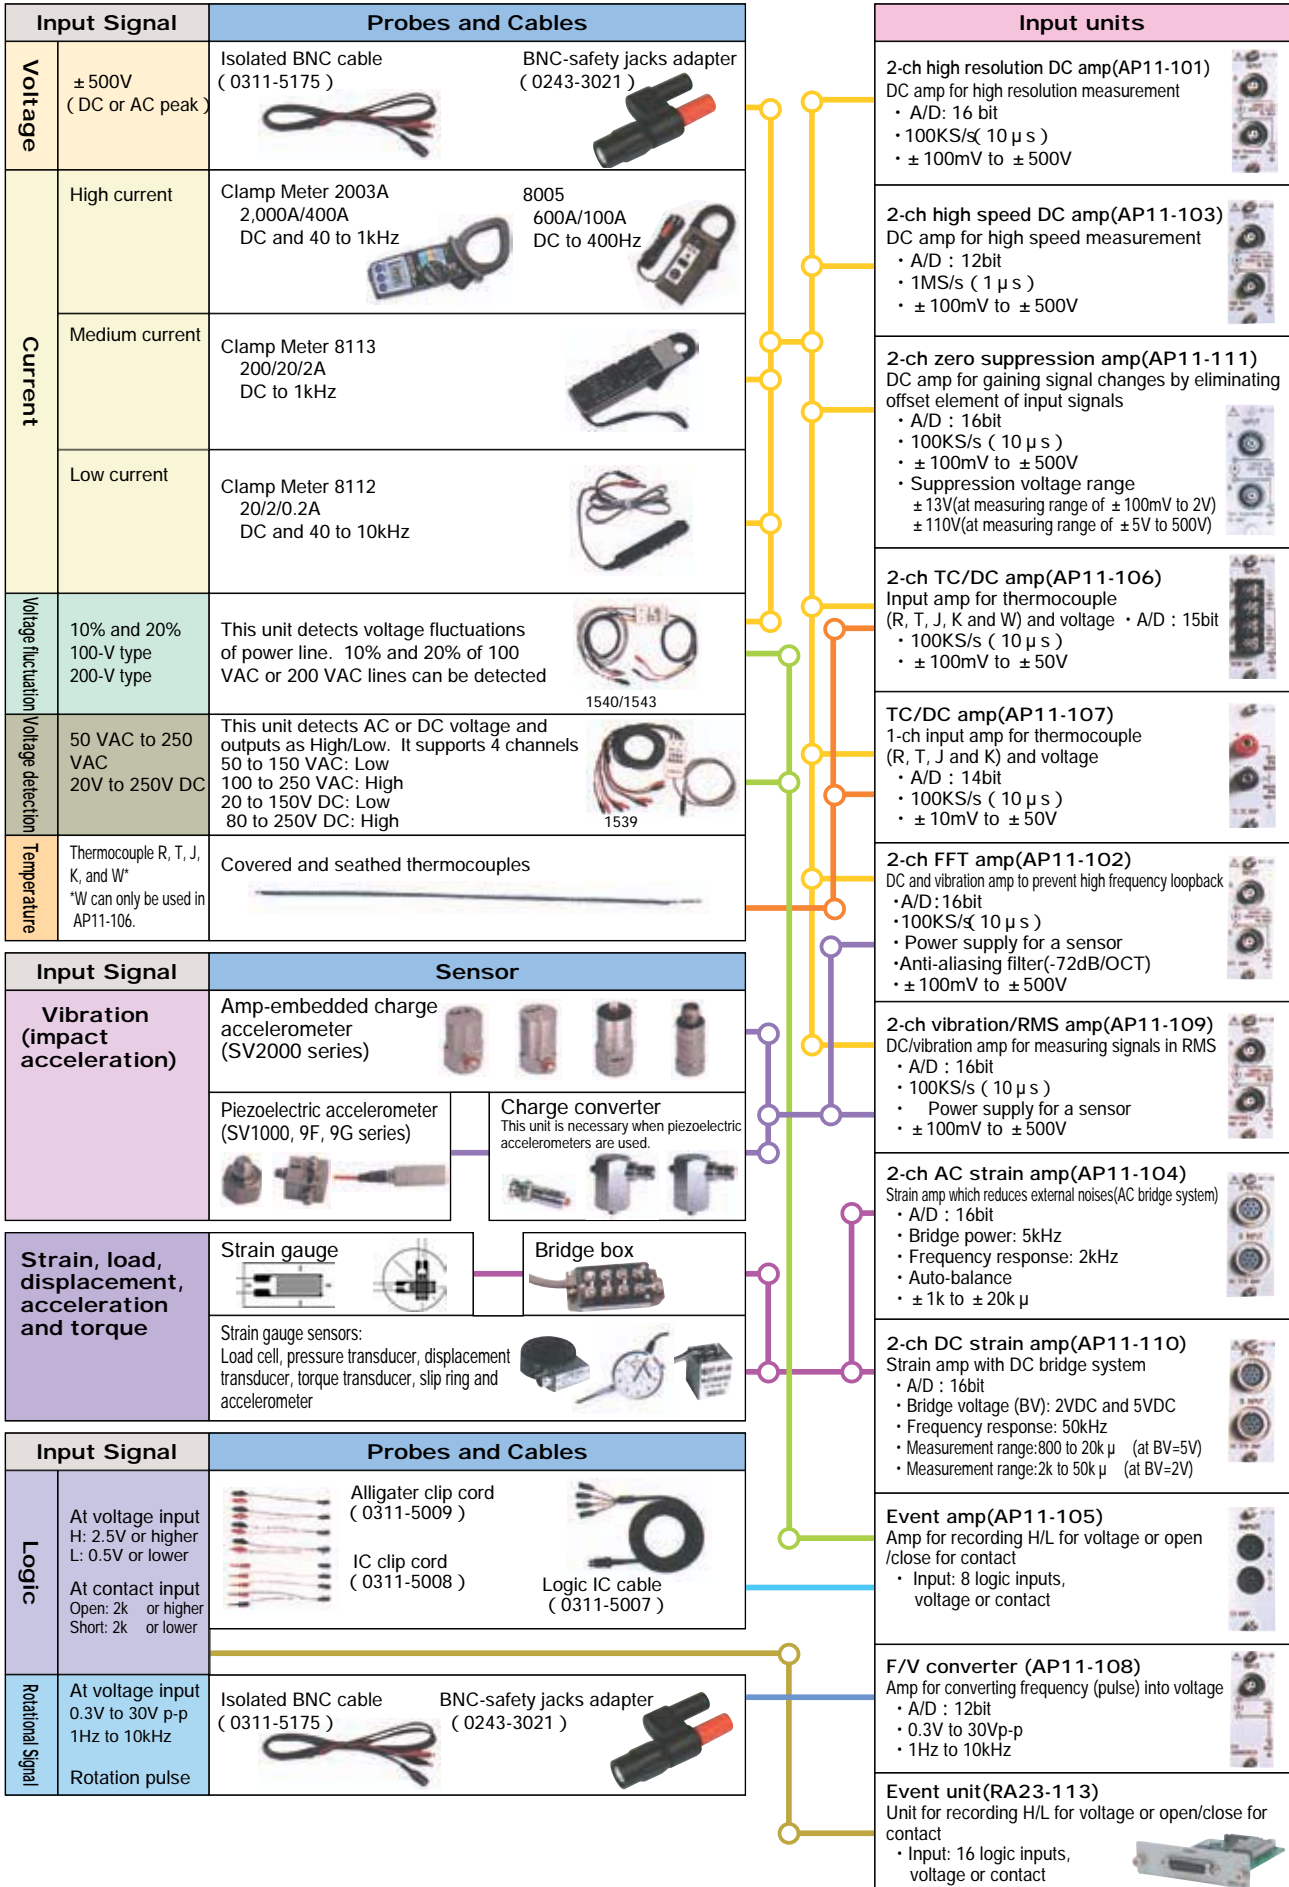 Input Signal
Probes and Cables
Voltage
±500V
( DC or AC peak )
Isolated BNC cable
( 0311-5175 )
BNC-safety jacks adapter
( 0243-3021 )
Current
High current
Clamp Meter 2003A
2,000A/400A
DC and 40 to 1kHz
8005
600A/100A
DC to 400Hz
Medium current
Clamp Meter 8113
200/20/2A
DC to 1kHz
Low current
Clamp Meter 8112
20/2/0.2A
DC and 40 to 10kHz
Voltage fluctuation
10% and 20%
100-V type
200-V type
This unit detects voltage fluctuations
of power line. 10% and 20% of 100
VAC or 200 VAC lines can be detected
1540/1543
Voltage detection
50 VAC to 250
VAC
20V to 250V DC
This unit detects AC or DC voltage and
outputs as High/Low. It supports 4 channels
50 to 150 VAC: Low
100 to 250 VAC: High
20 to 150V DC: Low
80 to 250V DC: High
1539
Temperature
Thermocouple R, T, J,
K, and W*
*W can only be used in
AP11-106.
Covered and seathed thermocouples
Input Signal
Sensor
Vibration
(impact
acceleration)
Amp-embedded charge
accelerometer
(SV2000 series)
Piezoelectric accelerometer
(SV1000, 9F, 9G series)
Charge converter
This unit is necessary when piezoelectric
accelerometers are used.
Strain, load,
displacement,
acceleration
and torque
Strain gauge
Bridge box
Strain gauge sensors:
Load cell, pressure transducer, displacement
transducer, torque transducer, slip ring and
accelerometer
Input Signal
Probes and Cables
Logic
At voltage input
H: 2.5V or higher
L: 0.5V or lower
At contact input
Open: 2k or higher
Short: 2k or lower
Alligater clip cord
( 0311-5009 )
IC clip cord
( 0311-5008 )
Logic IC cable
( 0311-5007 )
Rotational Signal
At voltage input
0.3V to 30V p-p
1Hz to 10kHz
Rotation pulse
Isolated BNC cable
( 0311-5175 )
BNC-safety jacks adapter
( 0243-3021 )
Input units
2-ch high resolution DC amp(AP11-101)
DC amp for high resolution measurement
・ A/D: 16 bit
・100KS/s( 10 μ s )
・ ±100mV to ±500V
2-ch high speed DC amp(AP11-103)
DC amp for high speed measurement
・ A/D : 12bit
・ 1MS/s ( 1 μ s )
・ ±100mV to ±500V
2-ch zero suppression amp(AP11-111)
DC amp for gaining signal changes by eliminating
offset element of input signals
・ A/D : 16bit
・ 100KS/s ( 10 μ s )
・ ±100mV to ±500V
・ Suppression voltage range
±13V(at measuring range of ±100mV to 2V)
±110V(at measuring range of ±5V to 500V)
2-ch TC/DC amp(AP11-106)
Input amp for thermocouple
(R, T, J, K and W) and voltage ・ A/D : 15bit
・ 100KS/s ( 10 μ s )
・ ±100mV to ±50V
TC/DC amp(AP11-107)
1-ch input amp for thermocouple
(R, T, J and K) and voltage
・ A/D : 14bit
・ 100KS/s ( 10 μ s )
・ ±10mV to ±50V
2-ch FFT amp(AP11-102)
DC and vibration amp to prevent high frequency loopback
・A/D:16bit
・100KS/s( 10 μ s )
・ Power supply for a sensor
・Anti-aliasing filter(-72dB/OCT)
・±100mV to ±500V
2-ch vibration/RMS amp(AP11-109)
DC/vibration amp for measuring signals in RMS
・ A/D : 16bit
・ 100KS/s ( 10 μ s )
・ Power supply for a sensor
・ ±100mV to ±500V
2-ch AC strain amp(AP11-104)
Strain amp which reduces external noises(AC bridge system)
・ A/D : 16bit
・ Bridge power: 5kHz
・ Frequency response: 2kHz
・ Auto-balance
・ ±1k to ±20k μ
2-ch DC strain amp(AP11-110)
Strain amp with DC bridge system
・ A/D : 16bit
・ Bridge voltage (BV): 2VDC and 5VDC
・ Frequency response: 50kHz
・ Measurement range:800 to 20k μ (at BV=5V)
・ Measurement range:2k to 50k μ (at BV=2V)
Event amp(AP11-105)
Amp for recording H/L for voltage or open
/close for contact
・ Input: 8 logic inputs,
voltage or contact
F/V converter (AP11-108)
Amp for converting frequency (pulse) into voltage
・ A/D : 12bit
・ 0.3V to 30Vp-p
・ 1Hz to 10kHz
Event unit(RA23-113)
Unit for recording H/L for voltage or open/close for
contact
・ Input: 16 logic inputs,
voltage or contact